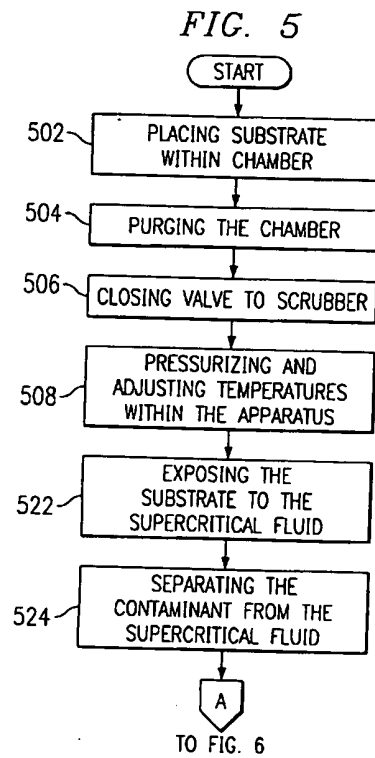 FIG. 5
START
502
PLACING SUBSTRATE
WITHIN CHAMBER
504
PURGING THE CHAMBER
506
CLOSING VALVE TO SCRUBBER
508
PRESSURIZING AND
ADJUSTING TEMPERATURES
WITHIN THE APPARATUS
522
EXPOSING THE
SUBSTRATE TO THE
SUPERCRITICAL FLUID
524
SEPARATING THE
CONTAMINANT FROM THE
SUPERCRITICAL FLUID
A
TO FIG. 6